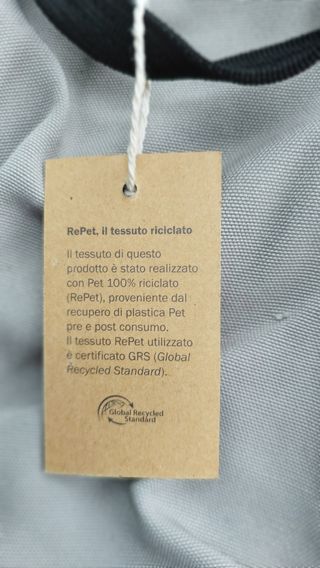 RePet, il tessuto riciclato
Il tessuto di questo
prodotto è stato realizzato
con Pet 100% riciclato
(RePet), proveniente dal
recupero di plastica Pet
pre e post consumo.
Il tessuto RePet utilizzato
è certificato GRS (Global
Recycled Standard).
Global Recycled
Standard